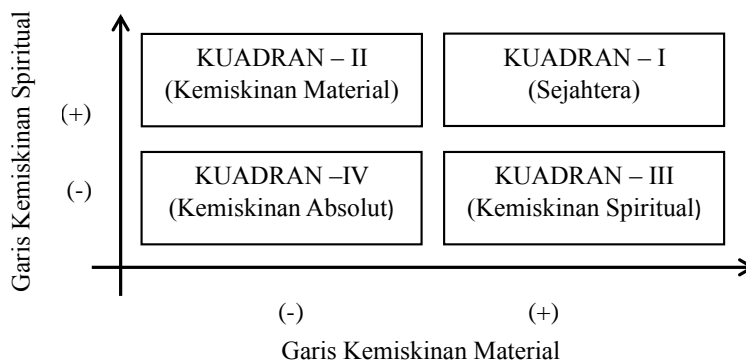 Garis Kemiskinan Spiritual
(+)
(-)
KUADRAN – II
(Kemiskinan Material)
KUADRAN – I
(Sejahtera)
KUADRAN –IV
(Kemiskinan Absolut)
KUADRAN – III
(Kemiskinan Spiritual)
(-)
(+)
Garis Kemiskinan Material